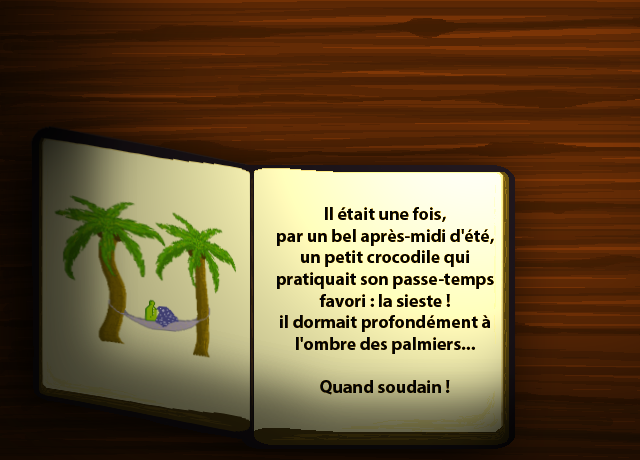 Il était une fois,
par un bel après-midi d'été,
un petit crocodile qui
pratiquait son passe-temps
favori : la sieste !
il dormait profondément à
l'ombre des palmiers...
Quand soudain !